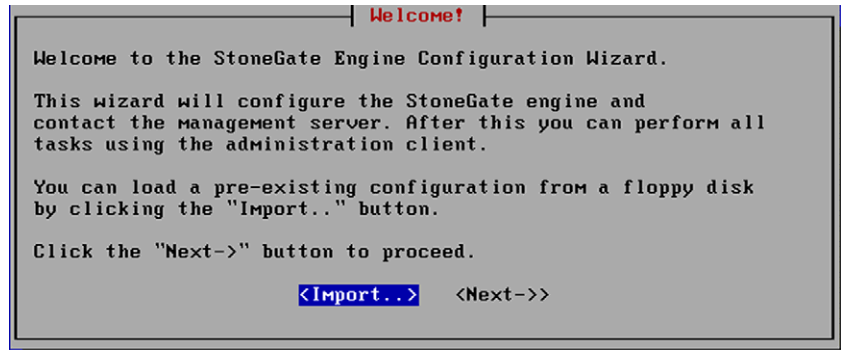 Welcome!
Welcome to the StoneGate Engine Configuration Wizard.
This wizard will configure the StoneGate engine and
contact the management server. After this you can perform all
tasks using the administration client.
You can load a pre-existing configuration from a floppy disk
by clicking the "Import.." button.
Click the "Next->" button to proceed.
<Import..> <Next->>